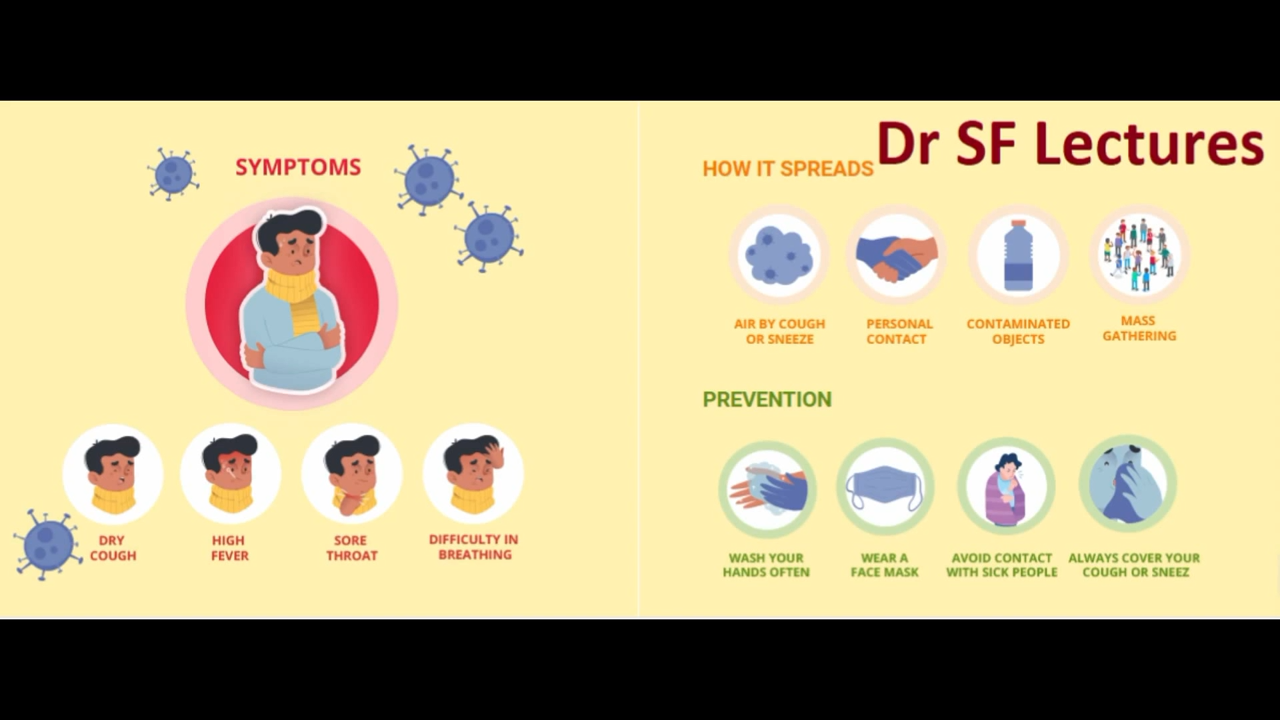 SYMPTOMS
DRY
COUGH
HIGH
FEVER
SORE
THROAT
DIFFICULTY IN
BREATHING
Dr SF Lectures
HOW IT SPREADS
AIR BY COUGH
OR SNEEZE
PERSONAL
CONTACT
CONTAMINATED
OBJECTS
MASS
GATHERING
PREVENTION
WASH YOUR
HANDS OFTEN
WEAR A
FACE MASK
AVOID CONTACT
WITH SICK PEOPLE
ALWAYS COVER YOUR
COUGH OR SNEEZ